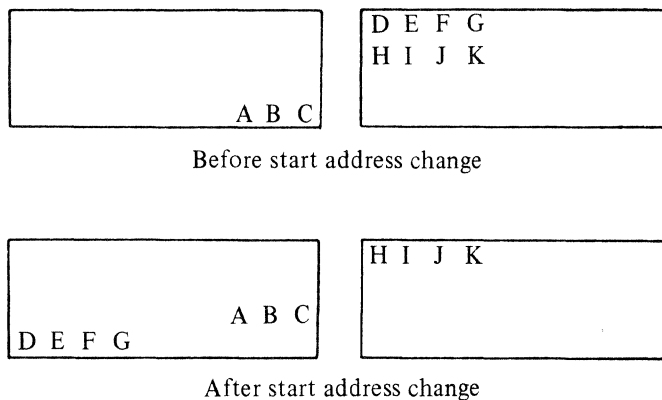 D E F G
H I J K
A B C
Before start address change
H I J K
A B C
D E F G
After start address change